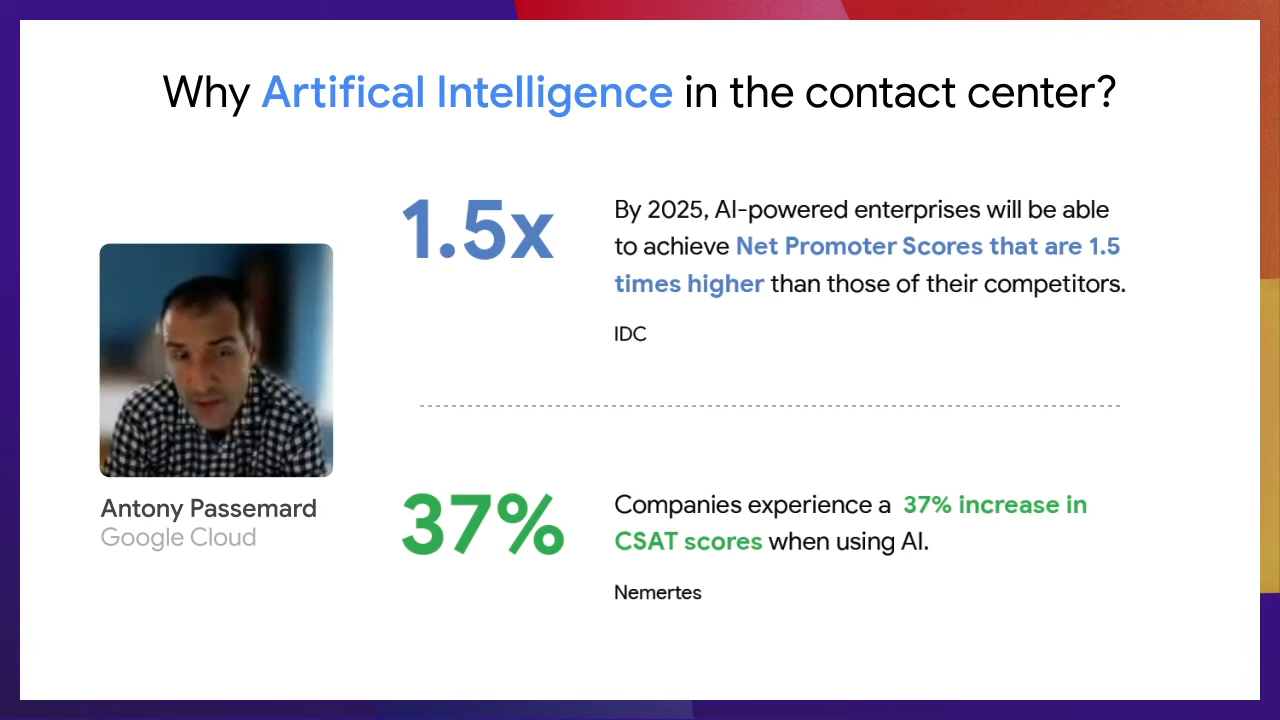 Why Artifical Intelligence in the contact center?
1.5x
By 2025, AI-powered enterprises will be able
to achieve Net Promoter Scores that are 1.5
times higher than those of their competitors.
IDC
Antony Passemard
Google Cloud
37%
Companies experience a 37% increase in
CSAT scores when using AI.
Nemertes